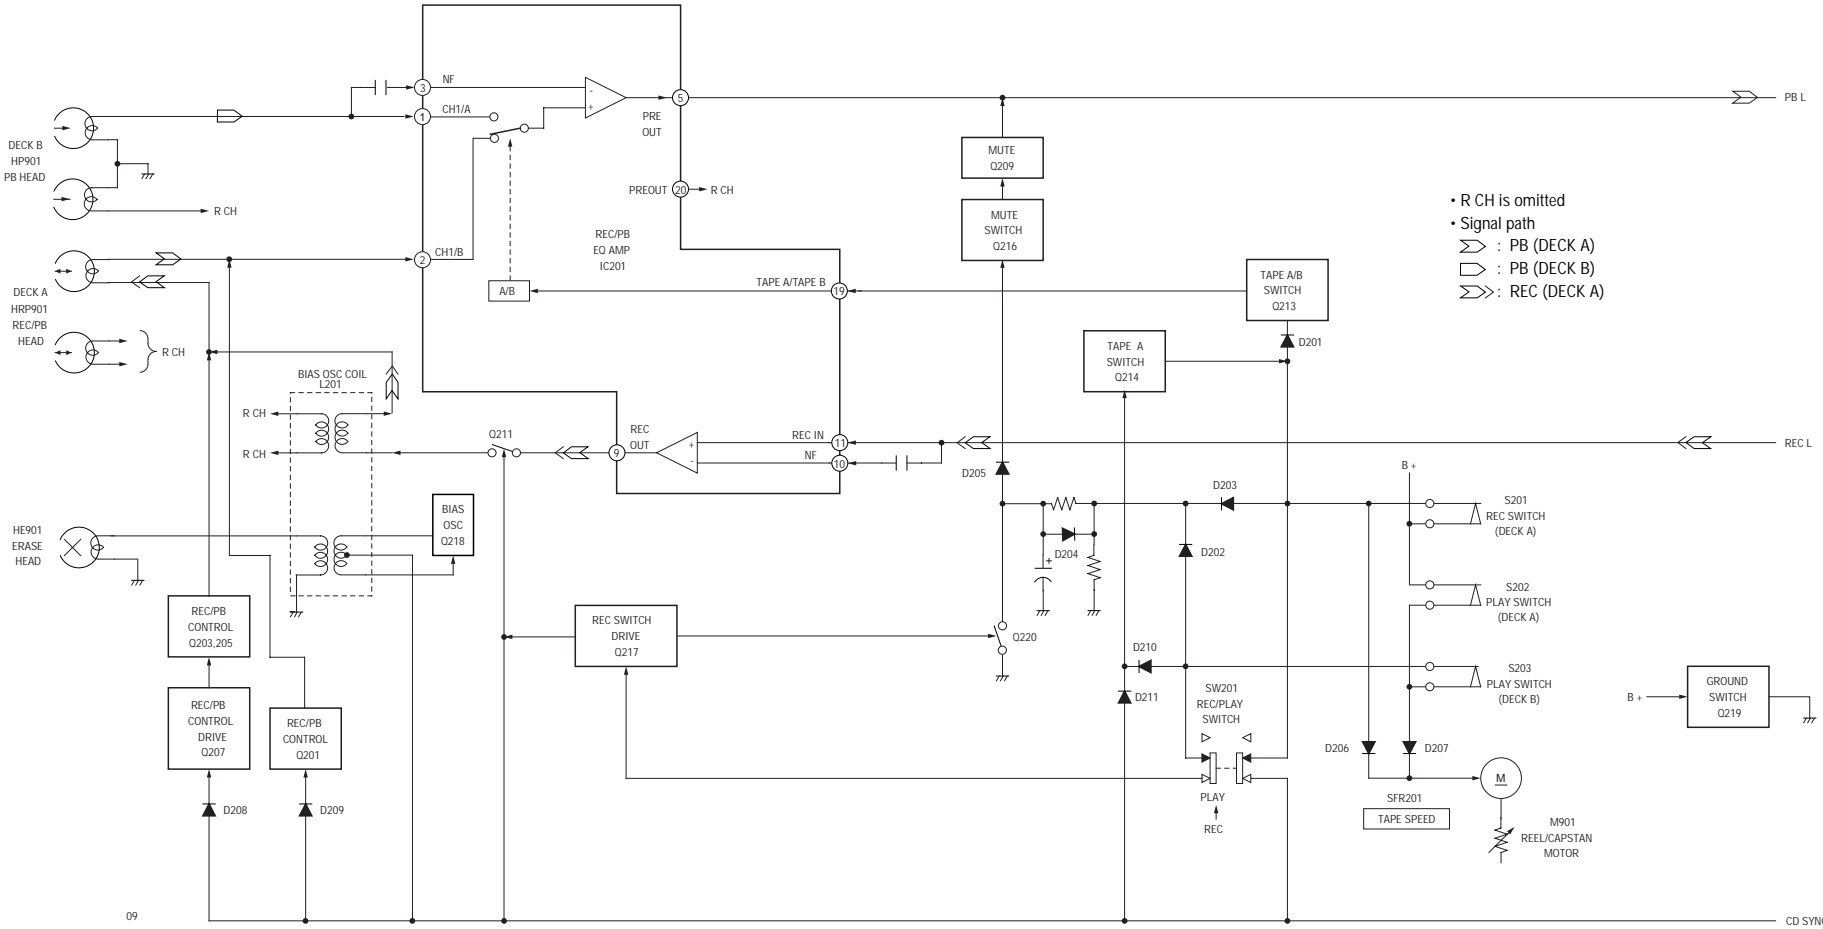 NF
3
CH1/A
1
-
+
5
PRE
OUT
PB L
DECK B
HP901
PB HEAD
R CH
MUTE
Q209
PREOUT
20
R CH
MUTE
SWITCH
Q216
• R CH is omitted
• Signal path
: PB (DECK A)
: PB (DECK B)
: REC (DECK A)
REC/PB
EQ AMP
IC201
CH1/B
2
DECK A
HRP901
REC/PB
HEAD
R CH
A/B
TAPE A/TAPE B
19
TAPE A/B
SWITCH
Q213
D201
TAPE A
SWITCH
Q214
BIAS OSC COIL
L201
R CH
R CH
Q211
REC
OUT
9
+
-
REC IN
11
NF
10
REC L
D205
B +
D203
S201
REC SWITCH
(DECK A)
HE901
ERASE
HEAD
BIAS
OSC
Q218
D204
+
D202
S202
PLAY SWITCH
(DECK A)
REC/PB
CONTROL
Q203,205
REC SWITCH
DRIVE
Q217
Q220
D210
S203
PLAY SWITCH
(DECK B)
D211
SW201
REC/PLAY
SWITCH
B +
GROUND
SWITCH
Q219
REC/PB
CONTROL
DRIVE
Q207
REC/PB
CONTROL
Q201
D206
D207
M
PLAY
REC
SFR201
TAPE SPEED
M901
REEL/CAPSTAN
MOTOR
D208
D209
09
CD SYNC